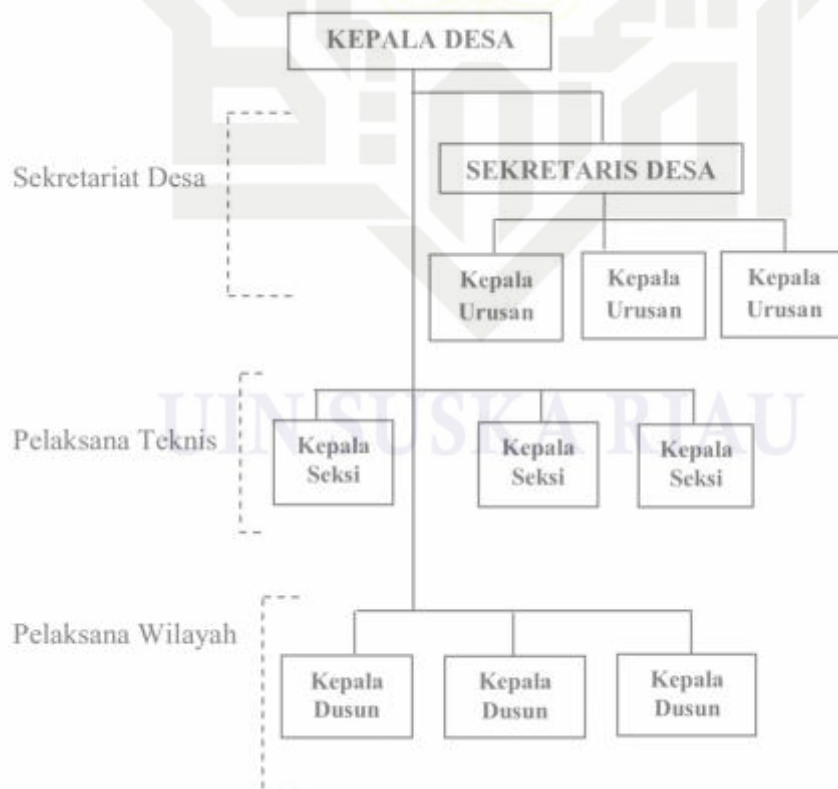 KEPALA DESA
Sekretariat Desa
SEKRETARIS DESA
Kepala
Urusan
Kepala
Urusan
Kepala
Urusan
Pelaksana Teknis
UIN SUSKA RIAU
Kepala
Seksi
Kepala
Seksi
Kepala
Seksi
Pelaksana Wilayah
Kepala
Dusun
Kepala
Dusun
Kepala
Dusun